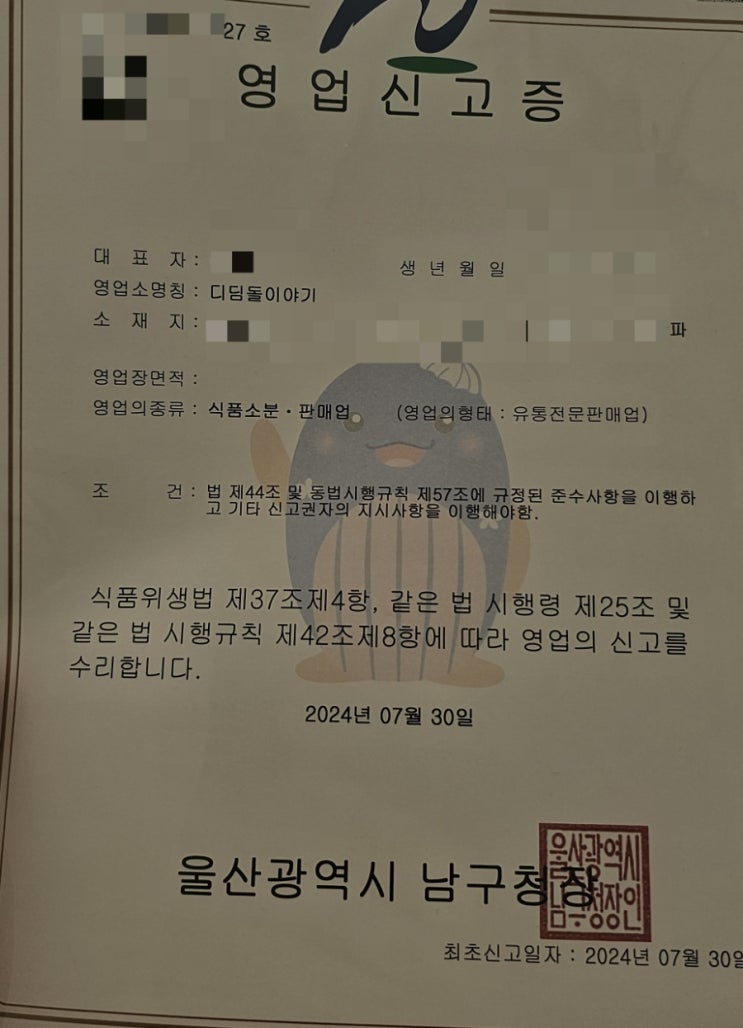 27 호
영업신고증
대 표 자 :
생 년 월 일
영업소명칭 : 디딤돌이야기
소 재 지 :
파
영업장면적 :
영업의종류 : 식품소분·판매업 (영업의형태 : 유통전문판매업)
조 건 : 법 제44조 및 동법시행규칙 제57조에 규정된 준수사항을 이행하
고 기타 신고권자의 지시사항을 이행해야함.
식품위생법 제37조제4항, 같은 법 시행령 제25조 및
같은 법 시행규칙 제42조제8항에 따라 영업의 신고를
수리합니다.
2024년 07월 30일
울산광역시 남구청장
울산광역시
남구청장인
최초신고일자 : 2024년 07월 30일